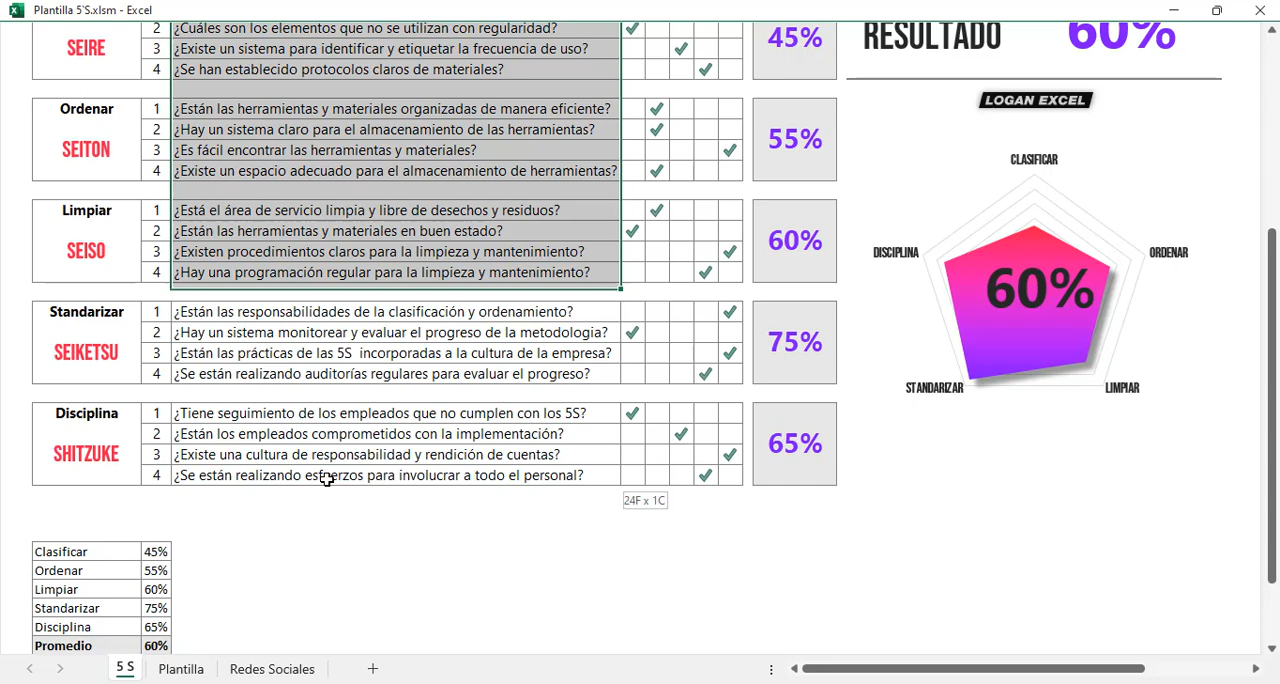 Plantilla 5`S.xlsm - Excel
SEIRE
2 ¿Cuáles son los elementos que no se utilizan con regularidad?
3 ¿Existe un sistema para identificar y etiquetar lo frecuencia de uso?
4 ¿Se han establecido protocolos claros de materiales?
45%
RESULTADO 60%
LOGAN EXCEL
Ordenar
SEITON
1 ¿Están las herramientas y materiales organizadas de manera eficiente?
2 ¿Hay un sistema claro para el almacenamiento de las herramientas?
3 ¿Es fácil encontrar las herramientas y materiales?
4 ¿Existe un espacio adecuado para el almacenamiento de herramientas?
55%
Limpiar
SEISO
1 ¿Está el área de servicio limpia y libre de desechos y residuos?
2 ¿Están las herramientas y materiales en buen estado?
3 ¿Existen procedimientos claros para la limpieza y mantenimiento?
4 ¿Hay una programación regular para la limpieza y mantenimiento?
60%
Standarizar
SEIKETSU
1 ¿Están las responsabilidades de la clasificación y ordenamiento?
2 ¿Hay un sistema monitorear y evaluar el progreso de la metodologia?
3 ¿Están las prácticas de las 5S incorporadas a la cultura de la empresa?
4 ¿Se están realizando auditorías regulares para evaluar el progreso?
75%
Disciplina
SHITZUKE
1 ¿Tiene seguimiento de los empleados que no cumplen con los 5S?
2 ¿Están los empleados comprometidos con la implementación?
3 ¿Existe una cultura de responsabilidad y rendición de cuentas?
4 ¿Se están realizando esfuerzos para involucrar a todo el personal?
65%
CLASIFICAR
DISCIPLINA
ORDENAR
60%
STANDARIZAR
LIMPIAR
24F x 1C
Clasificar 45%
Ordenar 55%
Limpiar 60%
Standarizar 75%
Disciplina 65%
Promedio 60%
5 S Plantilla Redes Sociales